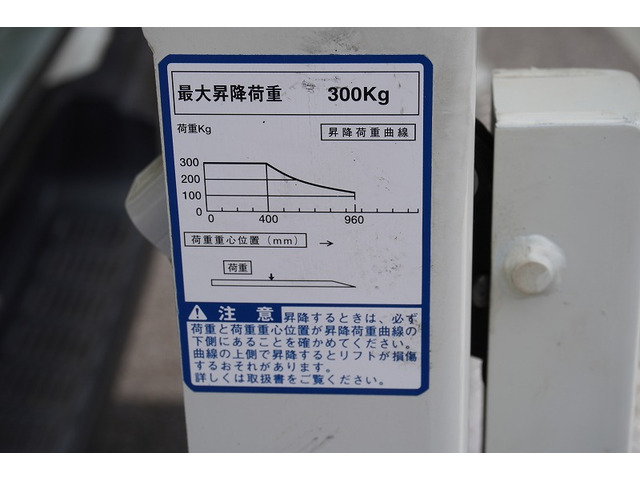 最大昇降荷重 300Kg
荷重Kg 昇降荷重曲線
300
200
100
0
0 400 960
荷重重心位置(mm) →
荷重
注意 昇降するときは、必ず
荷重と荷重重心位置が昇降荷重曲線の
下側にあることを確かめてください。
曲線の上側で昇降するとリフトが損傷
するおそれがあります。
詳しくは取扱書をご覧ください。